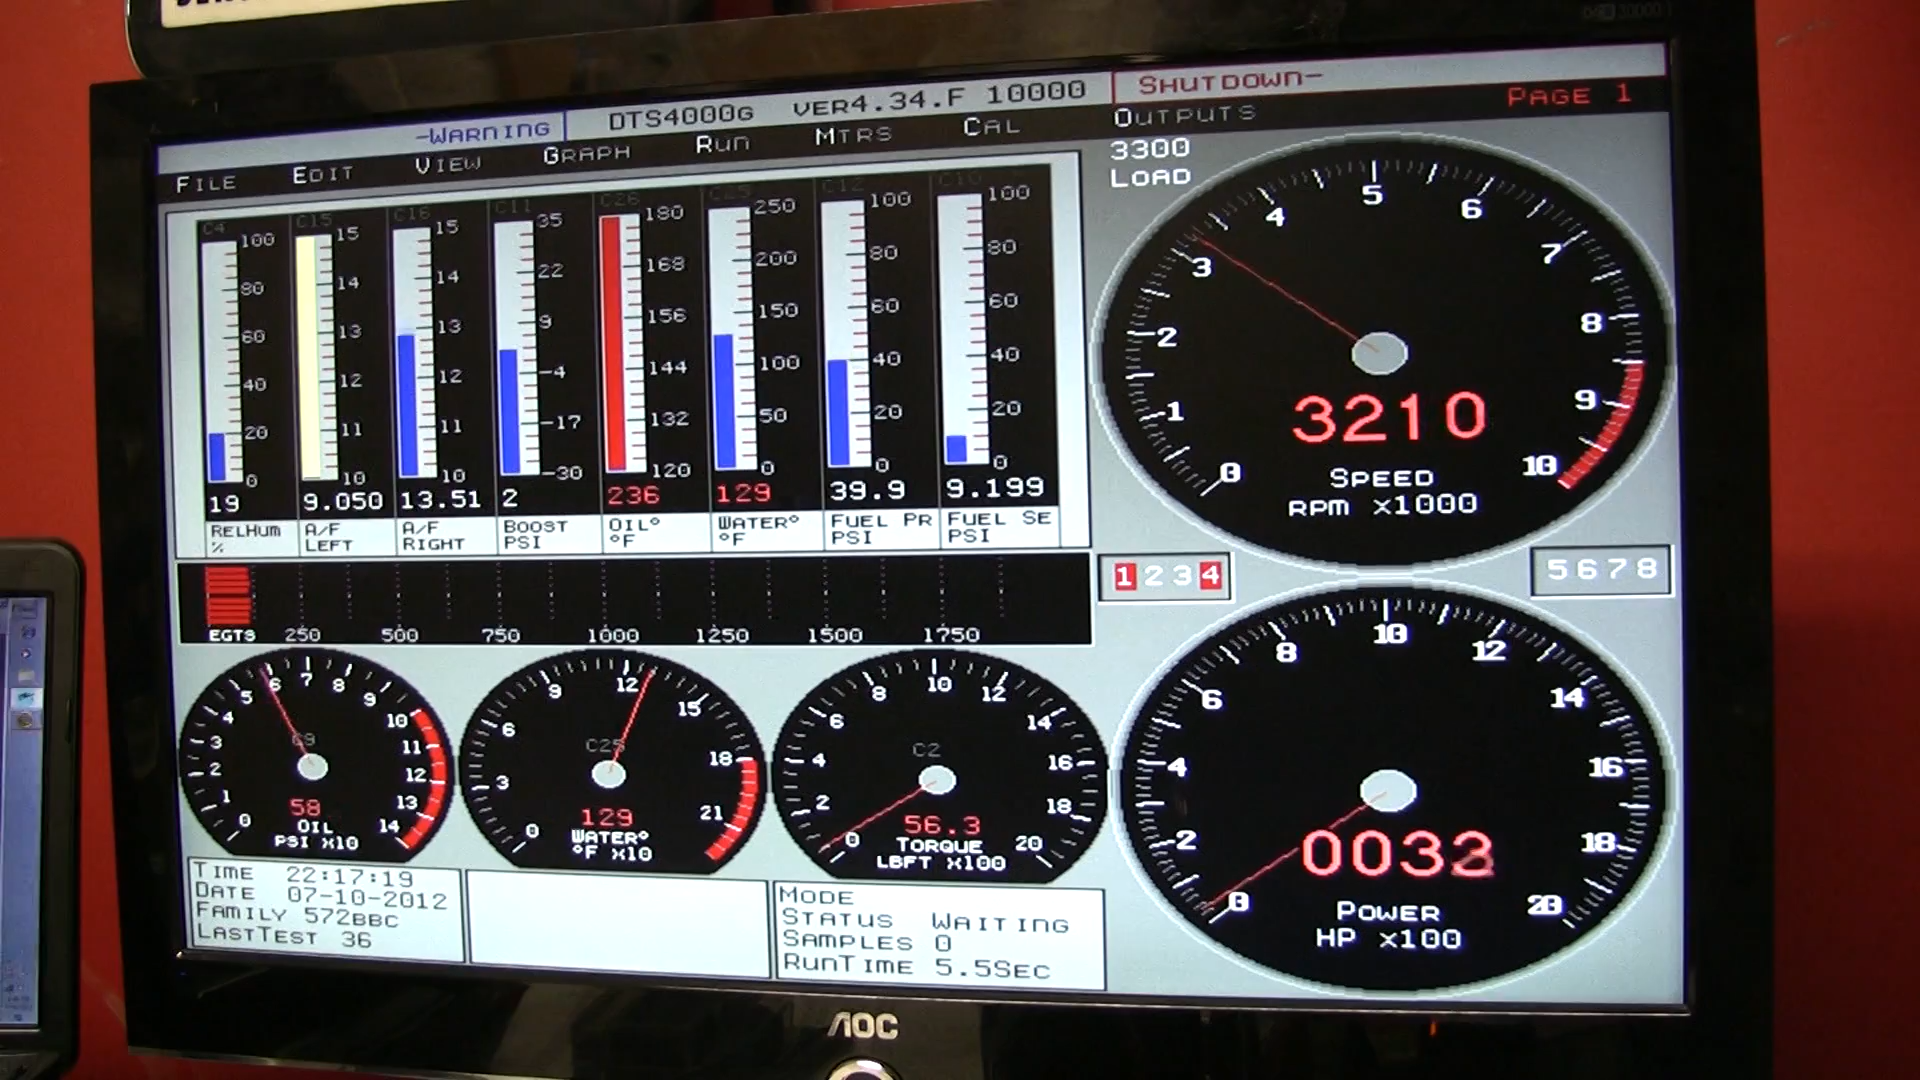 -WARNING
DTS4000G VER4.34.F 10000
SHUTDOWN-
FILE EDIT VIEW GRAPH RUN MTRS CAL OUTPUTS PAGE 1
3300
LOAD
C4 C15 C16 C11 C26 C25 C12 C10
100 80 60 40 20 0
15 14 13 12 11 10
15 14 13 12 11 10
35 22 9 -4 -17 -30
180 168 156 144 132 120
250 200 150 100 50 0
100 80 60 40 20 0
100 80 60 40 20 0
19 9.050 13.51 2 236 129 39.9 9.199
RELHUM %
A/F LEFT
A/F RIGHT
BOOST PSI
OIL° °F
WATER° °F
FUEL PR PSI
FUEL SE PSI
0 1 2 3 4 5 6 7 8 9 10
3210
SPEED
RPM X1000
1 2 3 4
5 6 7 8
EGTS 250 500 750 1000 1250 1500 1750
0 1 2 3 4 5 6 7 8 9 10 11 12 13 14
C9
58
OIL
PSI X10
0 3 6 9 12 15 18 21
C25
129
WATER°
°F X10
0 2 4 6 8 10 12 14 16 18 20
C2
56.3
TORQUE
LBFT X100
0 2 4 6 8 10 12 14 16 18 20
POWER
HP X100
TIME 22:17:19
DATE 07-10-2012
FAMILY 572BBC
LASTTEST 36
MODE
STATUS WAITING
SAMPLES 0
RUNTIME 5.5SEC
AOC